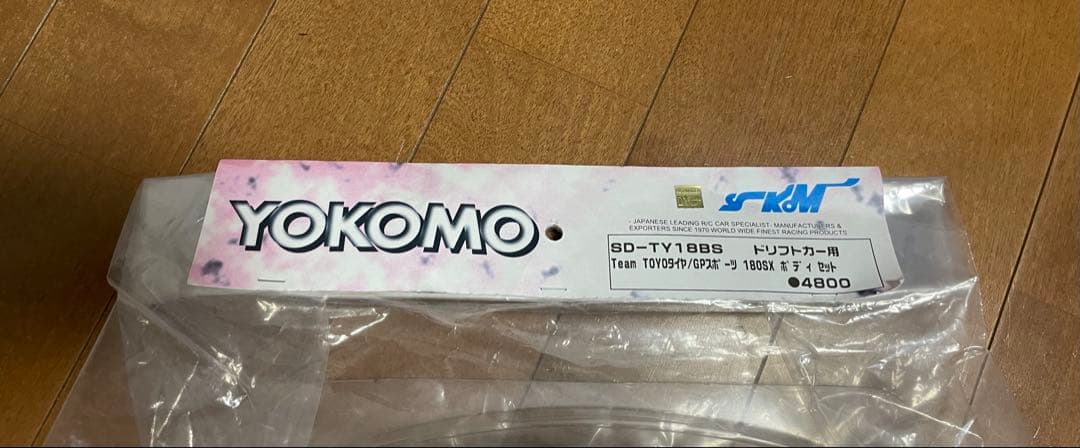 YOKOMO
YKM
- JAPANESE LEADING R/C CAR SPECIALIST: MANUFACTURERS &
EXPORTERS SINCE 1970 WORLD WIDE FINEST RACING PRODUCTS
SD-TY18BS ドリフトカー用
Team TOYOタイヤ/GPスポーツ 180SX ボディセット
●4800